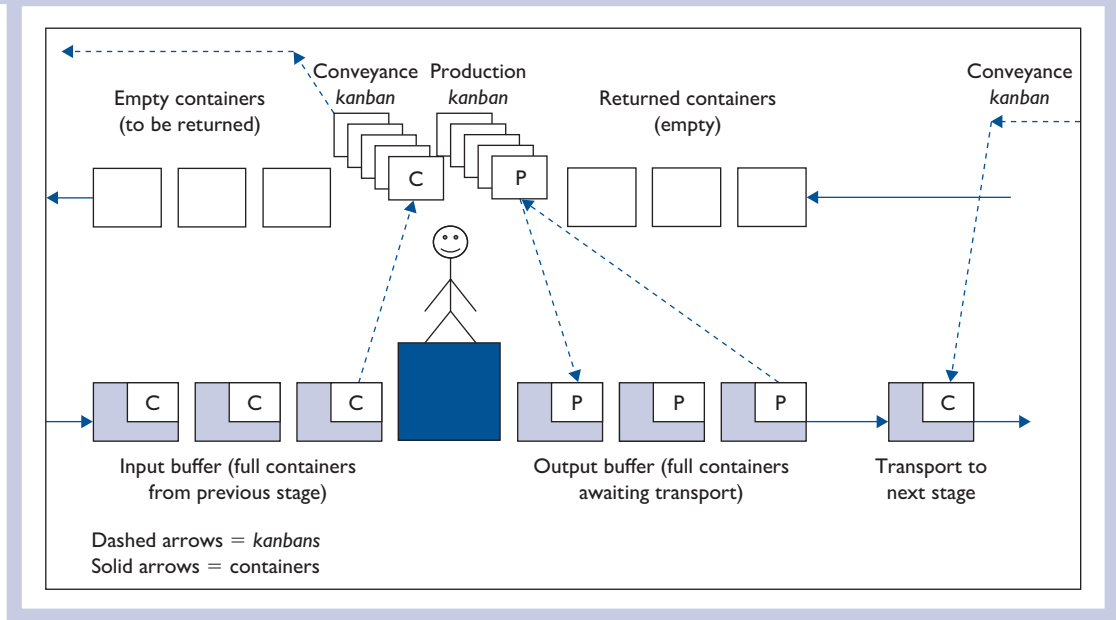 Conveyance
kanban
Production
kanban
Conveyance
kanban
Empty containers
(to be returned)
Returned containers
(empty)
C
P
C
C
C
P
P
P
C
Input buffer (full containers
from previous stage)
Output buffer (full containers
awaiting transport)
Transport to
next stage
Dashed arrows = kanbans
Solid arrows = containers